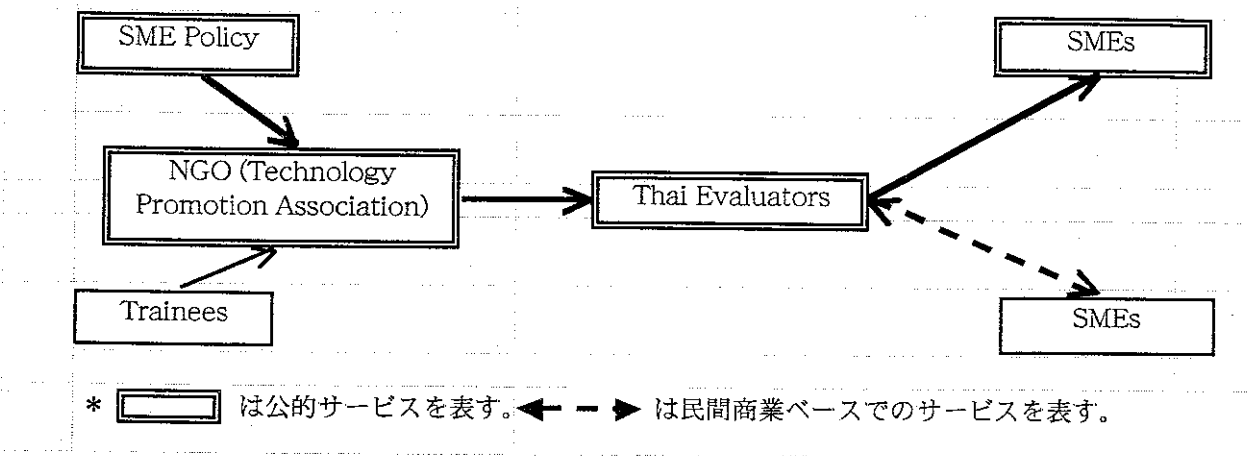 SME Policy
SMEs
NGO (Technology
Promotion Association)
Thai Evaluators
Trainees
SMEs
* は公的サービスを表す。 は民間商業ベースでのサービスを表す。